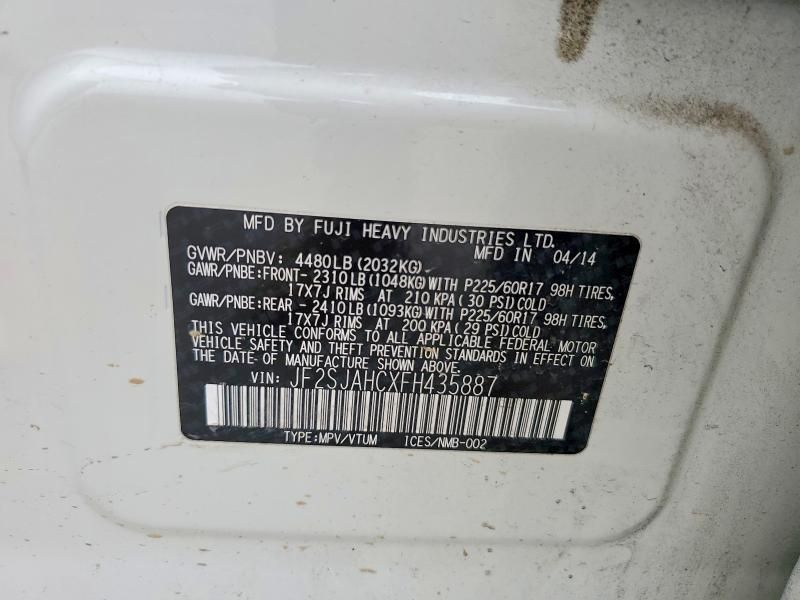 MFD BY FUJI HEAVY INDUSTRIES LTD.
MFD IN 04/14
GVWR/PNBV: 4480LB (2032KG)
GAWR/PNBE:FRONT- 2310LB (1048KG) WITH P225/60R17 98H TIRES,
17X7J RIMS AT 210 KPA ( 30 PSI) COLD
GAWR/PNBE:REAR - 2410LB (1093KG) WITH P225/60R17 98H TIRES,
17X7J RIMS AT 200 KPA (29 PSI) COLD
THIS VEHICLE CONFORMS TO ALL APPLICABLE FEDERAL MOTOR
VEHICLE SAFETY AND THEFT PREVENTION STANDARDS IN EFFECT ON
THE DATE OF MANUFACTURE SHOWN ABOVE.
VIN: JF2SJAHCXFH435887
TYPE:MPV/VTUM ICES/NMB-002